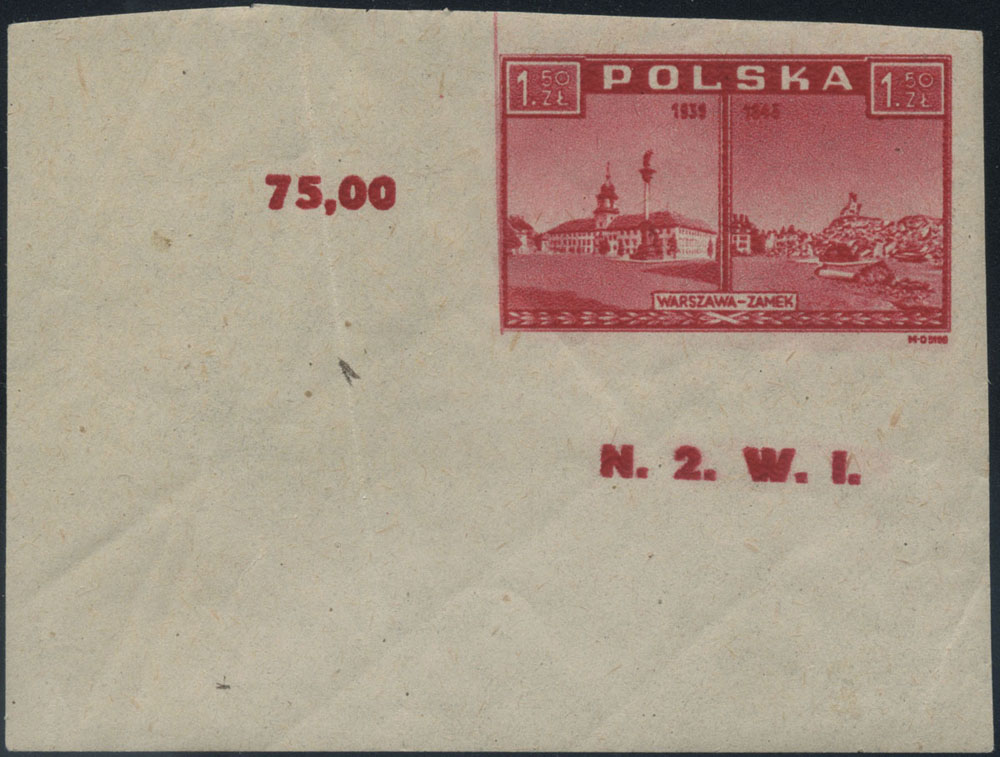 1.50 ZŁ POLSKA 1.50 ZŁ
1939 1945
75,00
WARSZAWA–ZAMEK
N. 2. W. I.